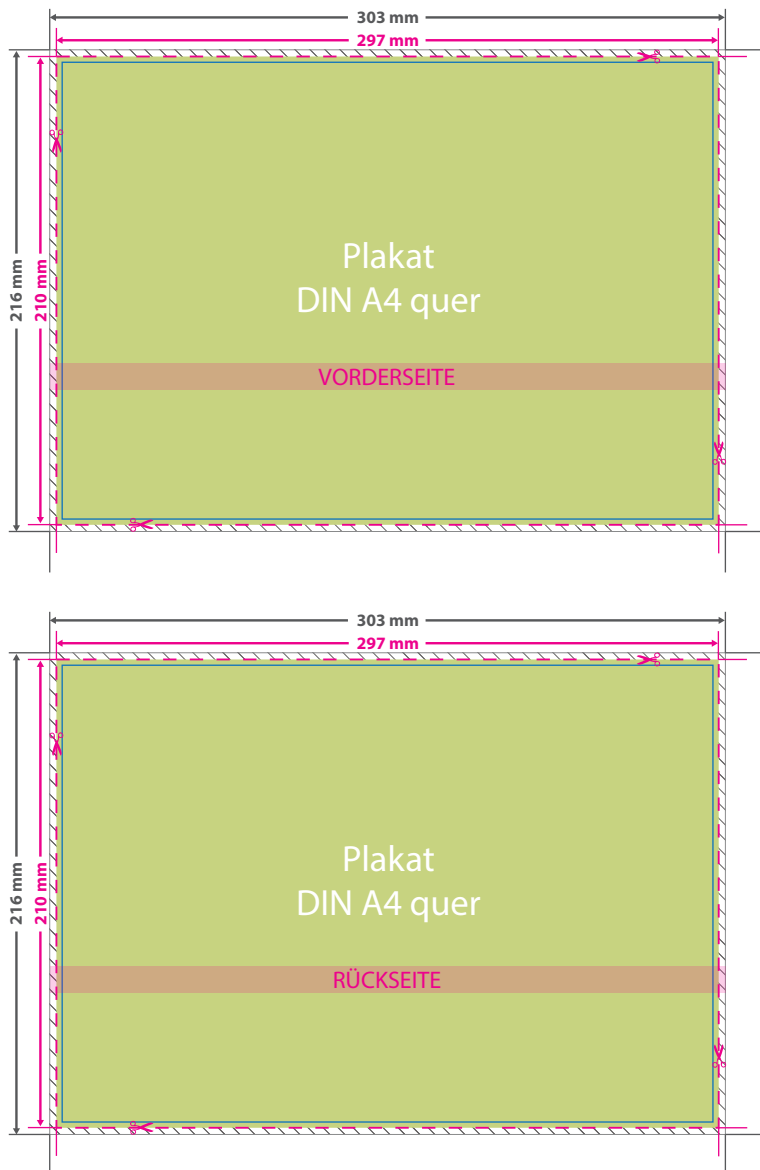 303 mm
297 mm
216 mm
210 mm
Plakat
DIN A4 quer
VORDERSEITE
303 mm
297 mm
216 mm
210 mm
Plakat
DIN A4 quer
RÜCKSEITE